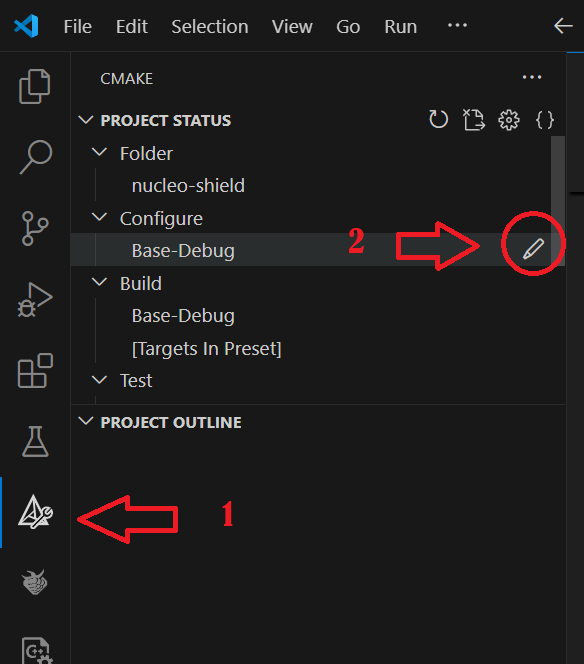 File Edit Selection View Go Run ···
CMAKE ···
PROJECT STATUS {}
Folder
nucleo-shield
Configure
2
Base-Debug
Build
Base-Debug
[Targets In Preset]
Test
PROJECT OUTLINE
1
C++